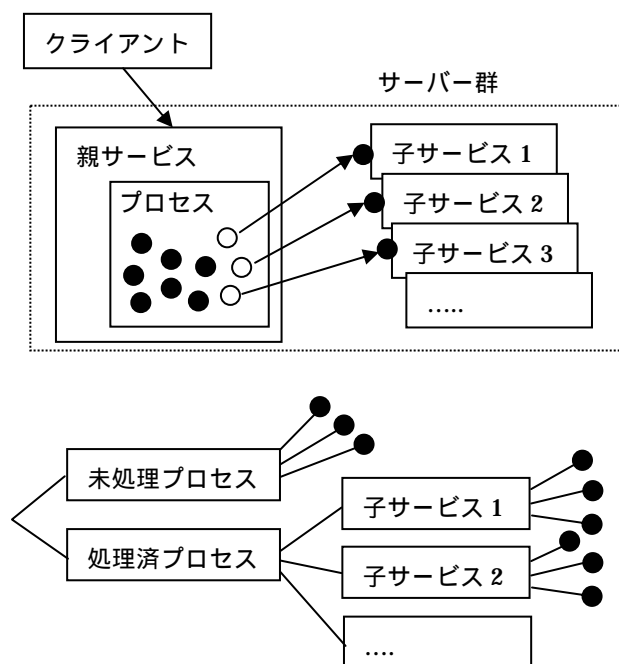 クライアント
サーバー群
親サービス
プロセス
子サービス 1
子サービス 2
子サービス 3
…..
未処理プロセス
処理済プロセス
子サービス 1
子サービス 2
….